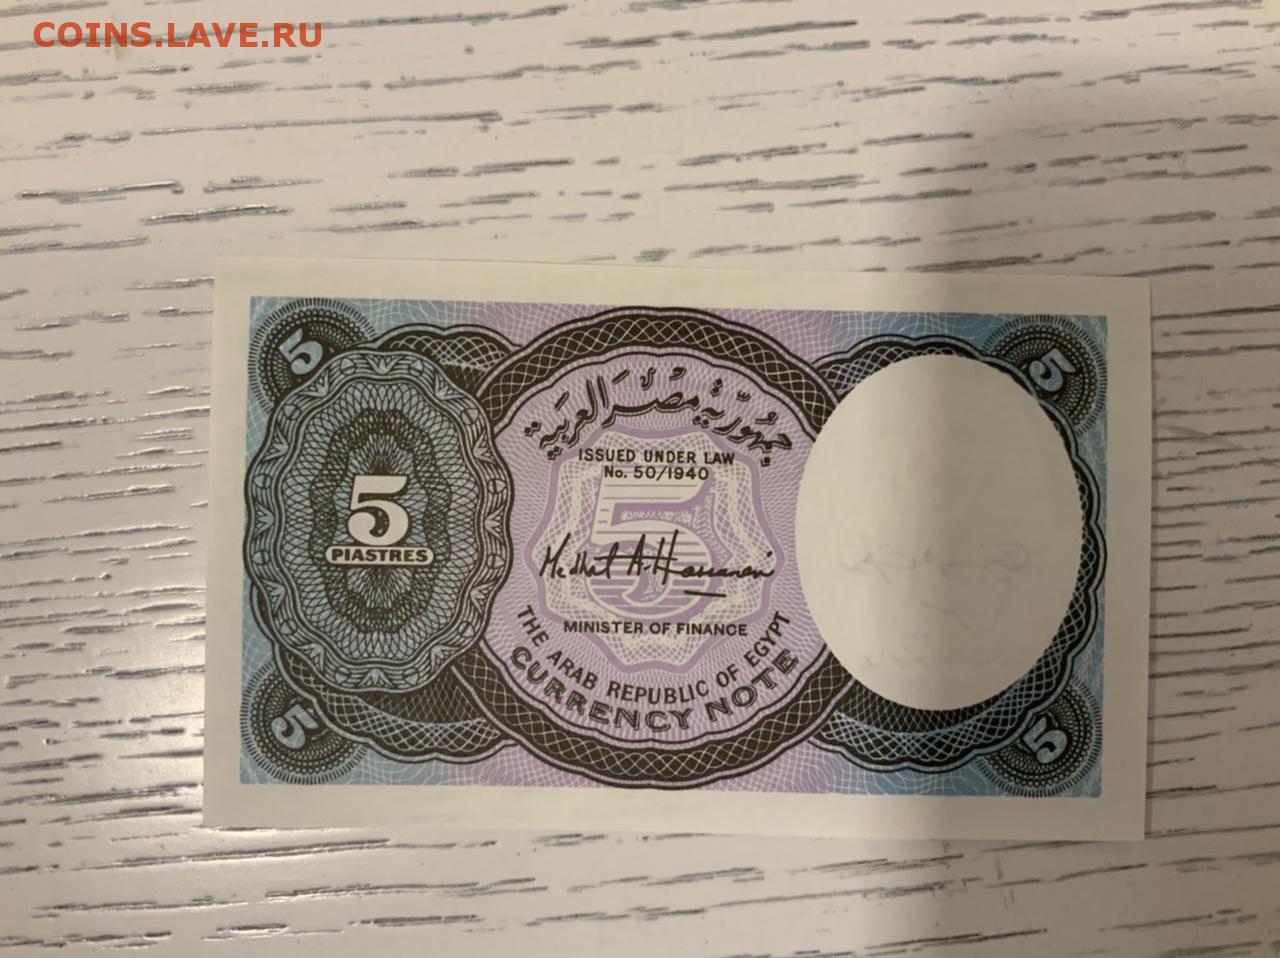 COINS.LAVE.RU
5
5
جمهورية مصر العربية
ISSUED UNDER LAW
No. 50/1940
5
5
PIASTRES
Medhat A. Hassanein
MINISTER OF FINANCE
THE ARAB REPUBLIC OF EGYPT
CURRENCY NOTE
5
5